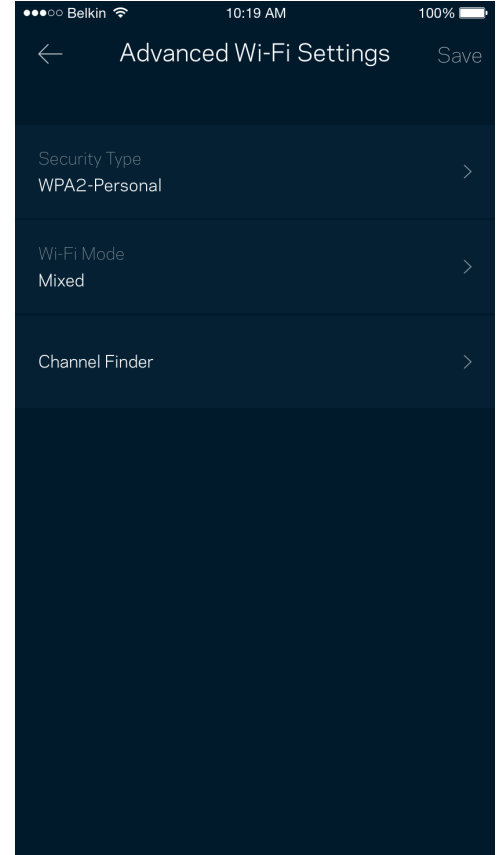 Belkin 10:19 AM 100%
Advanced Wi-Fi Settings Save
Security Type
WPA2-Personal
Wi-Fi Mode
Mixed
Channel Finder